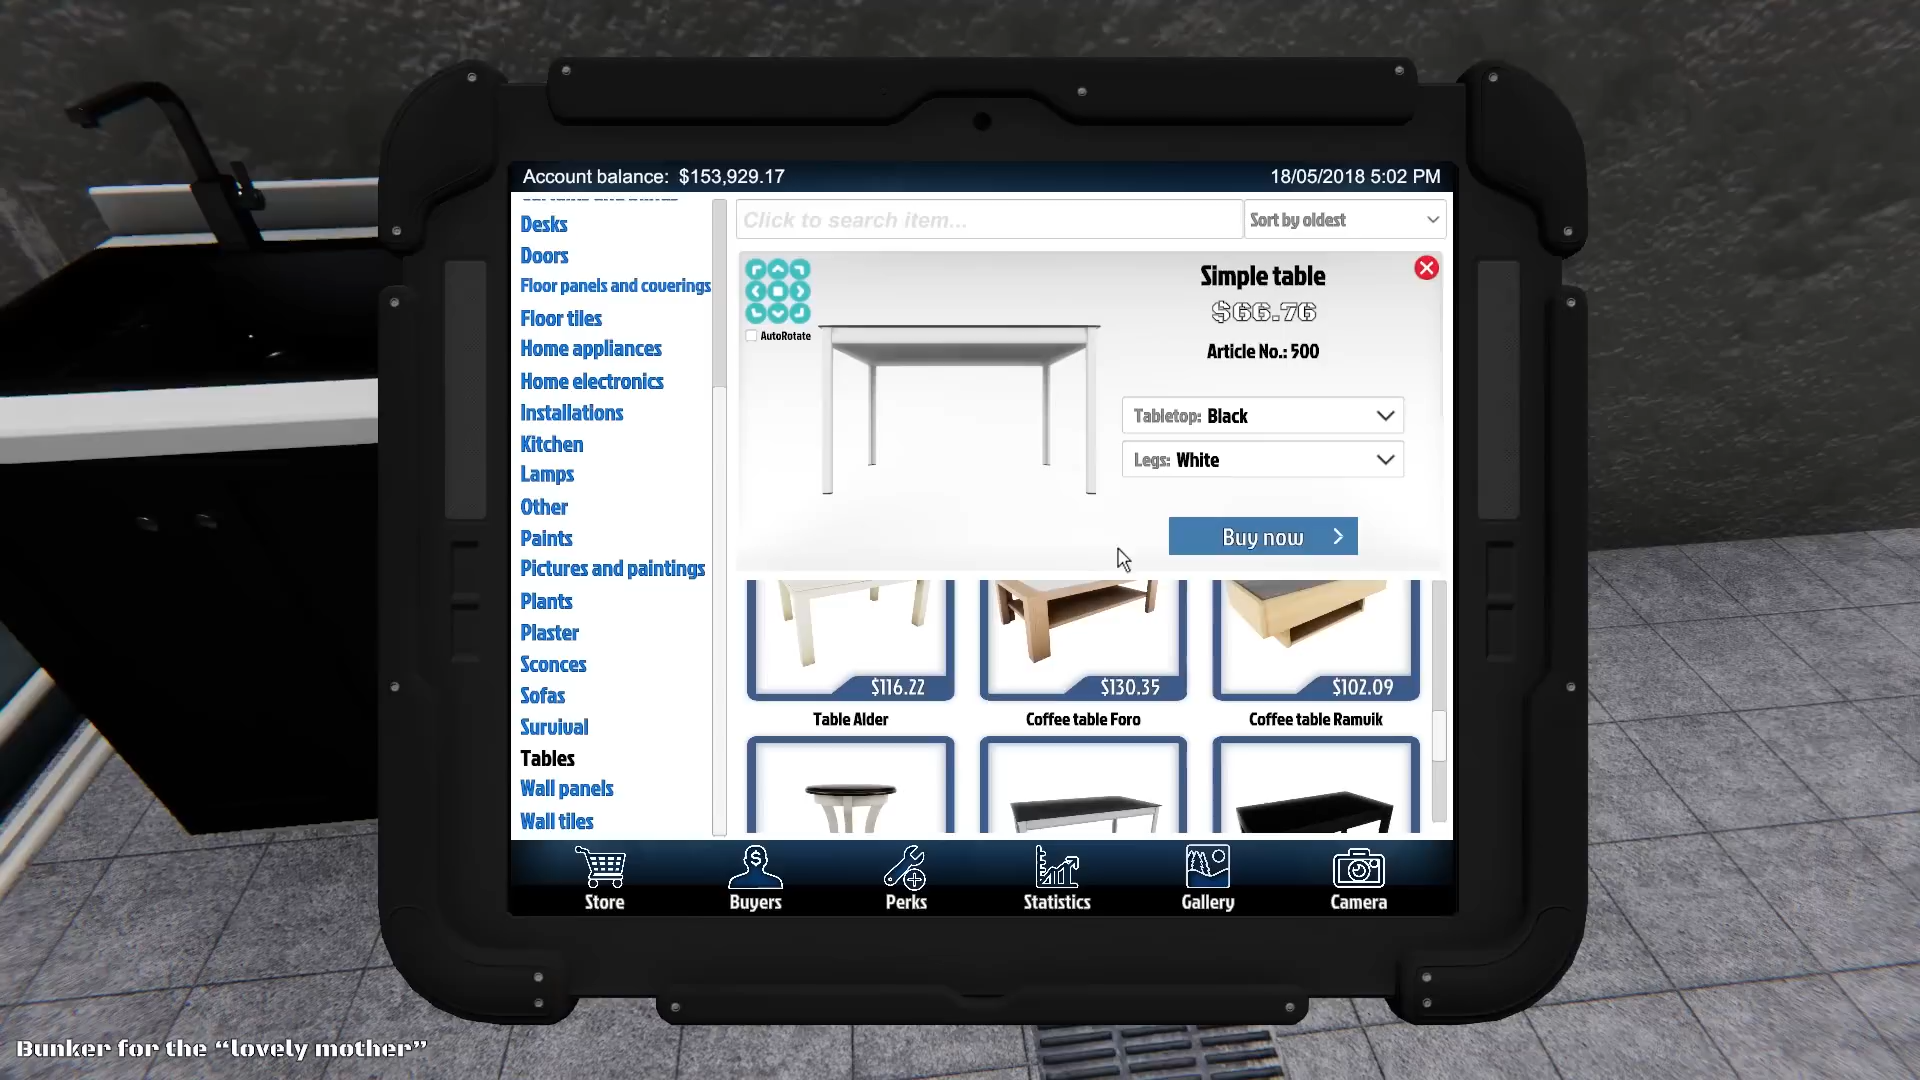 Account balance: $153,929.17
18/05/2018 5:02 PM
Desks
Doors
Floor panels and coverings
Floor tiles
Home appliances
Home electronics
Installations
Kitchen
Lamps
Other
Paints
Pictures and paintings
Plants
Plaster
Sconces
Sofas
Survival
Tables
Wall panels
Wall tiles
Click to search item...
Sort by oldest
AutoRotate
Simple table
$66.76
Article No.: 500
Tabletop: Black
Legs: White
Buy now
$116.22
$130.35
$102.09
Table Alder
Coffee table Foro
Coffee table Ramvik
Store
Buyers
Perks
Statistics
Gallery
Camera
Bunker for the “lovely mother”